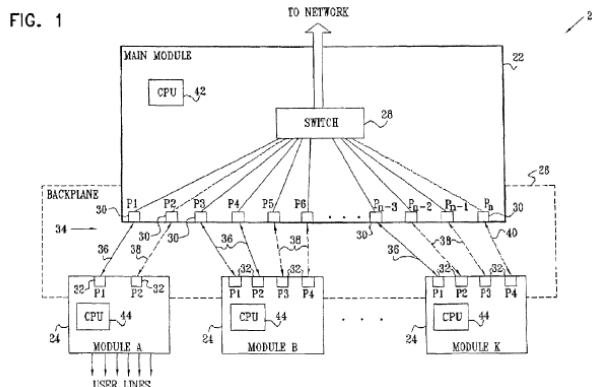 FIG. 1
TO NETWORK
2
MAIN MODULE
22
CPU
42
SWITCH
28
BACKPLANE
26
P1 P2 P3 P4 P5 P6 . . . Pn-3 Pn-2 Pn-1 Pn
30 30 30 30 30
34
36 38 36 38 36 38 40
32 32 32 32 32 32
P1 P2 P1 P2 P3 P4 P1 P2 P3 P4
CPU 44 CPU 44 CPU 44
24 24 . . . . 24
MODULE A MODULE B MODULE K
USER LINES